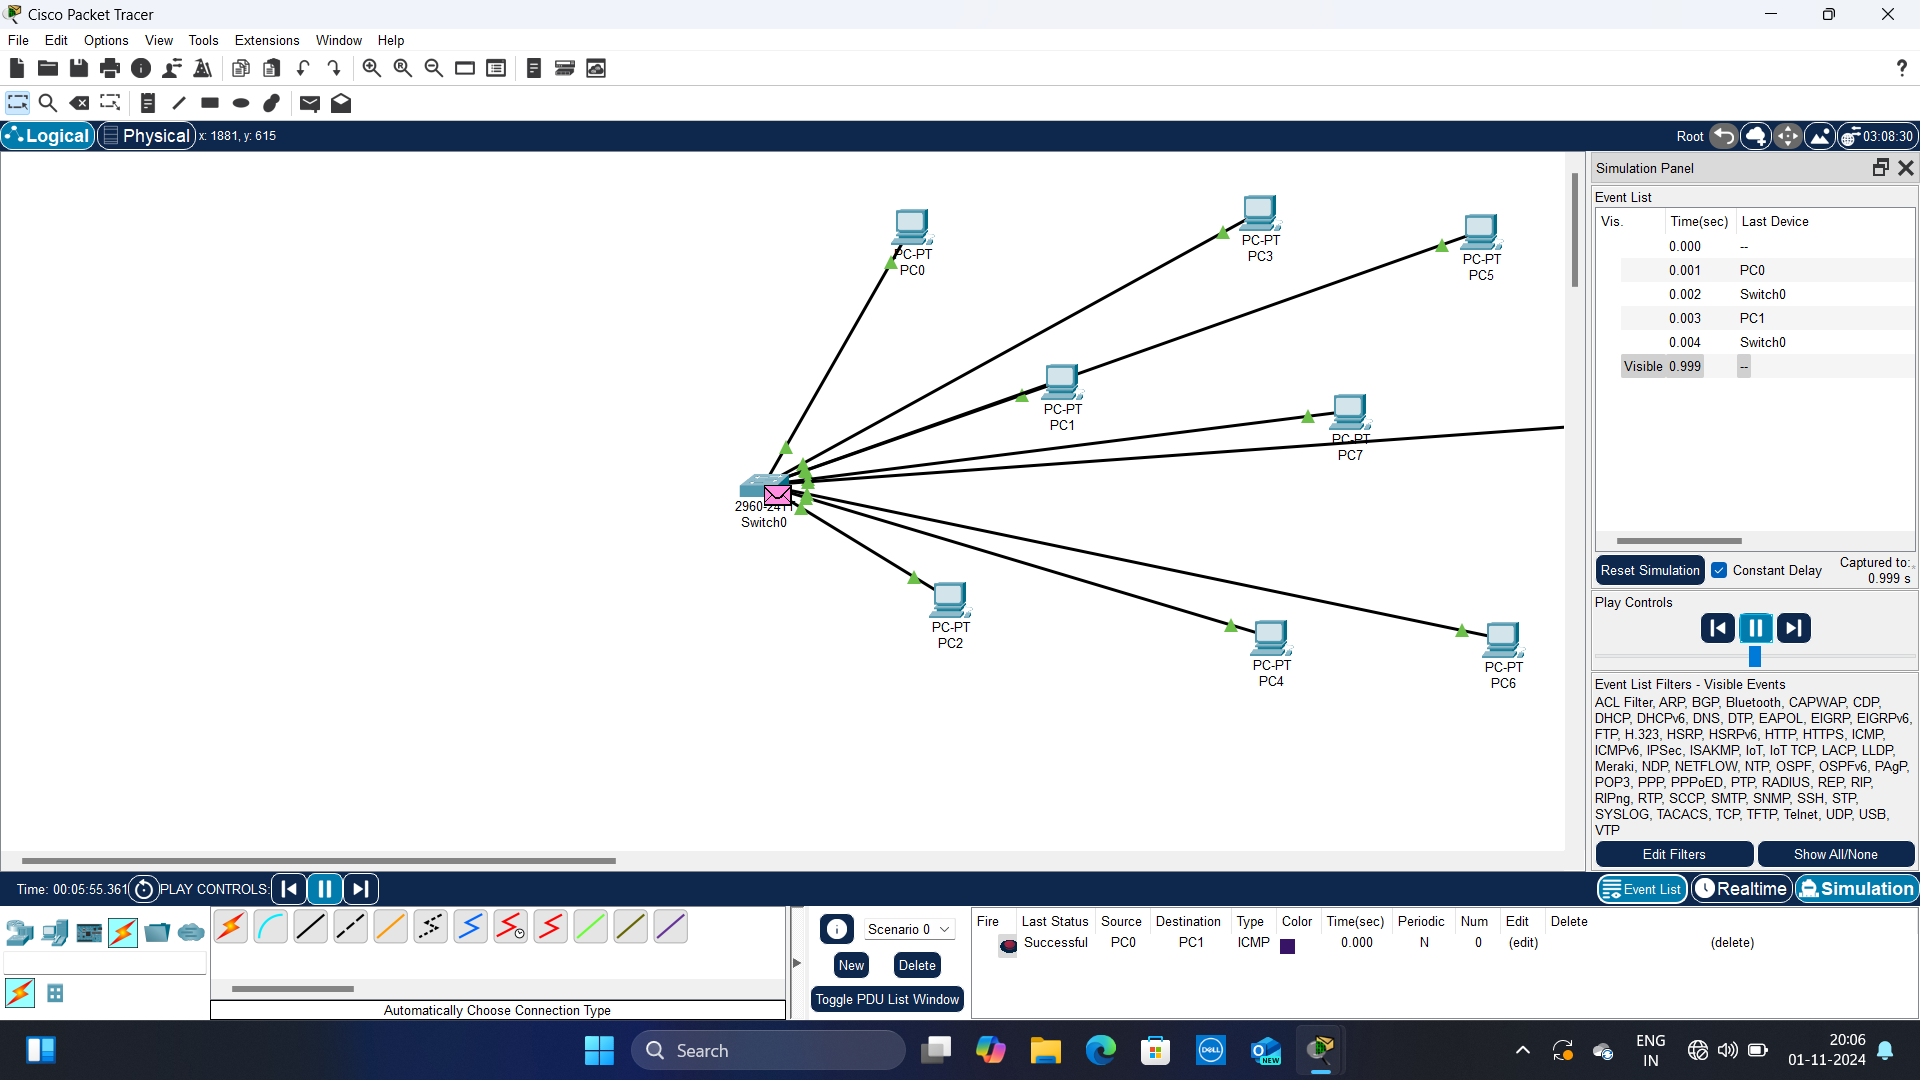 Cisco Packet Tracer
File Edit Options View Tools Extensions Window Help
?
Logical Physical x: 1881, y: 615
Root 03:08:30
PC-PT
PC0
PC-PT
PC3
PC-PT
PC5
PC-PT
PC1
PC-PT
PC7
2960-24TT
Switch0
PC-PT
PC2
PC-PT
PC4
PC-PT
PC6
Simulation Panel
Event List
Vis. Time(sec) Last Device
0.000 --
0.001 PC0
0.002 Switch0
0.003 PC1
0.004 Switch0
Visible 0.999 --
Reset Simulation Constant Delay Captured to:
0.999 s
Play Controls
Event List Filters - Visible Events
ACL Filter, ARP, BGP, Bluetooth, CAPWAP, CDP,
DHCP, DHCPv6, DNS, DTP, EAPOL, EIGRP, EIGRPv6,
FTP, H.323, HSRP, HSRPv6, HTTP, HTTPS, ICMP,
ICMPv6, IPSec, ISAKMP, IoT, IoT TCP, LACP, LLDP,
Meraki, NDP, NETFLOW, NTP, OSPF, OSPFv6, PAgP,
POP3, PPP, PPPoED, PTP, RADIUS, REP, RIP,
RIPng, RTP, SCCP, SMTP, SNMP, SSH, STP,
SYSLOG, TACACS, TCP, TFTP, Telnet, UDP, USB,
VTP
Edit Filters Show All/None
Time: 00:05:55.361 PLAY CONTROLS: Event List Realtime Simulation
Automatically Choose Connection Type
Scenario 0
New Delete
Toggle PDU List Window
Fire Last Status Source Destination Type Color Time(sec) Periodic Num Edit Delete
Successful PC0 PC1 ICMP 0.000 N 0 (edit) (delete)
Search
DELL
NEW
ENG
IN
20:06
01-11-2024